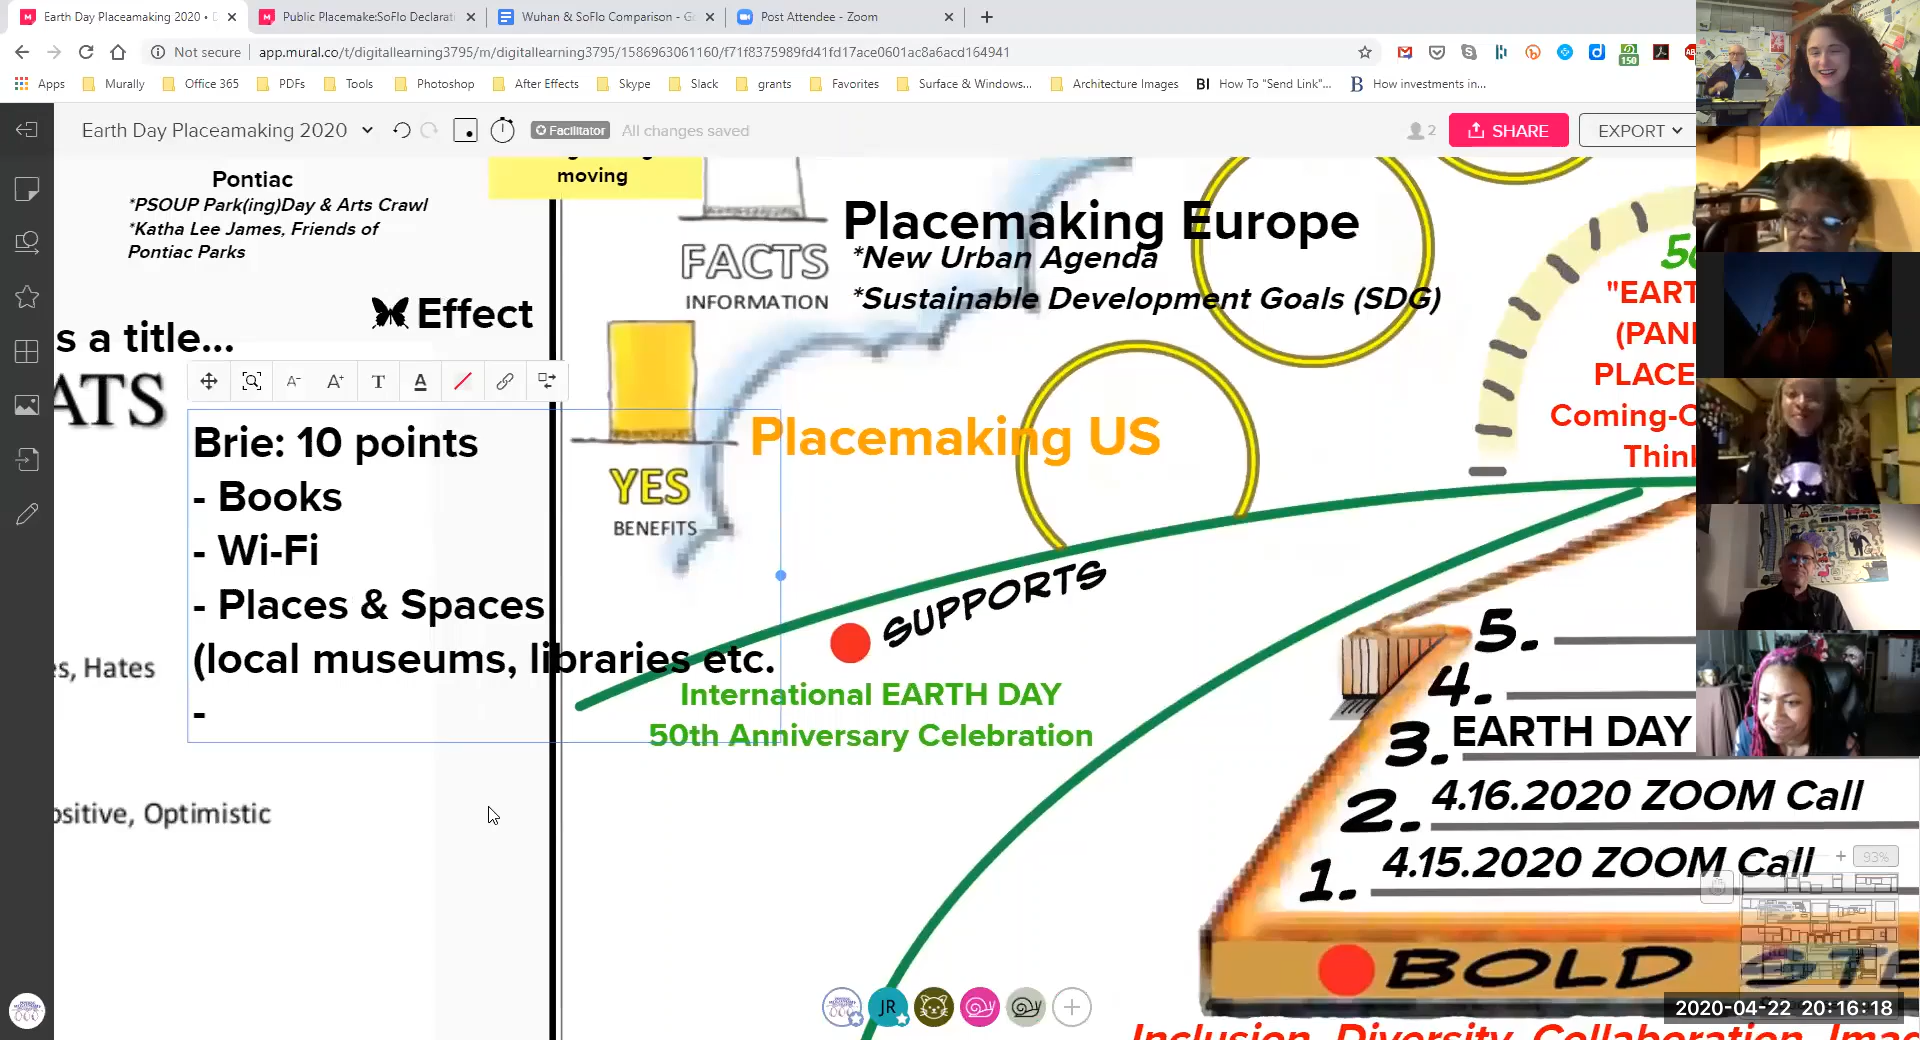 Earth Day Placeamaking 2020 •
Public Placemake:SoFlo Declarati
Wuhan & SoFlo Comparison - G
Post Attendee - Zoom
Not secure
app.mural.co/t/digitallearning3795/m/digitallearning3795/1586963061160/f71f8375989fd41fd17ace0601ac8a6acd164941
Apps
Murally
Office 365
PDFs
Tools
Photoshop
After Effects
Skype
Slack
grants
Favorites
Surface & Windows...
Architecture Images
BI How To "Send Link"...
B How investments in...
Earth Day Placeamaking 2020
Facilitator
All changes saved
2
SHARE
EXPORT
moving
Pontiac
*PSOUP Park(ing)Day & Arts Crawl
*Katha Lee James, Friends of
Pontiac Parks
Effect
s a title...
ATS
Brie: 10 points
- Books
- Wi-Fi
- Places & Spaces
(local museums, libraries etc.
-
s, Hates
ositive, Optimistic
FACTS
INFORMATION
YES
BENEFITS
Placemaking Europe
*New Urban Agenda
*Sustainable Development Goals (SDG)
Placemaking US
SUPPORTS
International EARTH DAY
50th Anniversary Celebration
"EART
(PAN
PLACE
Coming-O
Think
5.
4.
3. EARTH DAY
2. 4.16.2020 ZOOM Call
1. 4.15.2020 ZOOM Call
93%
BOLD STE
JR
2020-04-22 20:16:18
Inclusion, Diversity, Collaboration, Imag